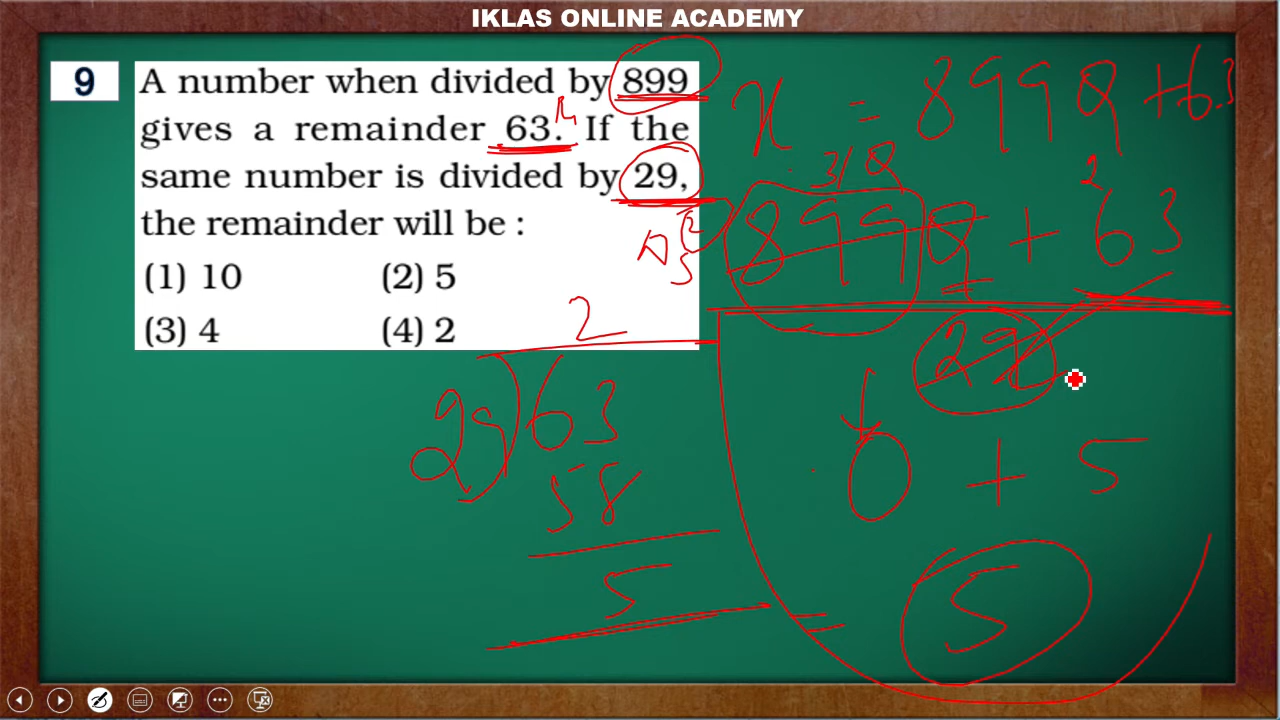 IKLAS ONLINE ACADEMY
9
A number when divided by 899
gives a remainder 63. If the
same number is divided by 29,
the remainder will be :
(1) 10 (2) 5
(3) 4 (4) 2
x = 899Q + 63
31Q 2
899Q + 63
29
0 + 5
= 5
2
29) 63
58
5